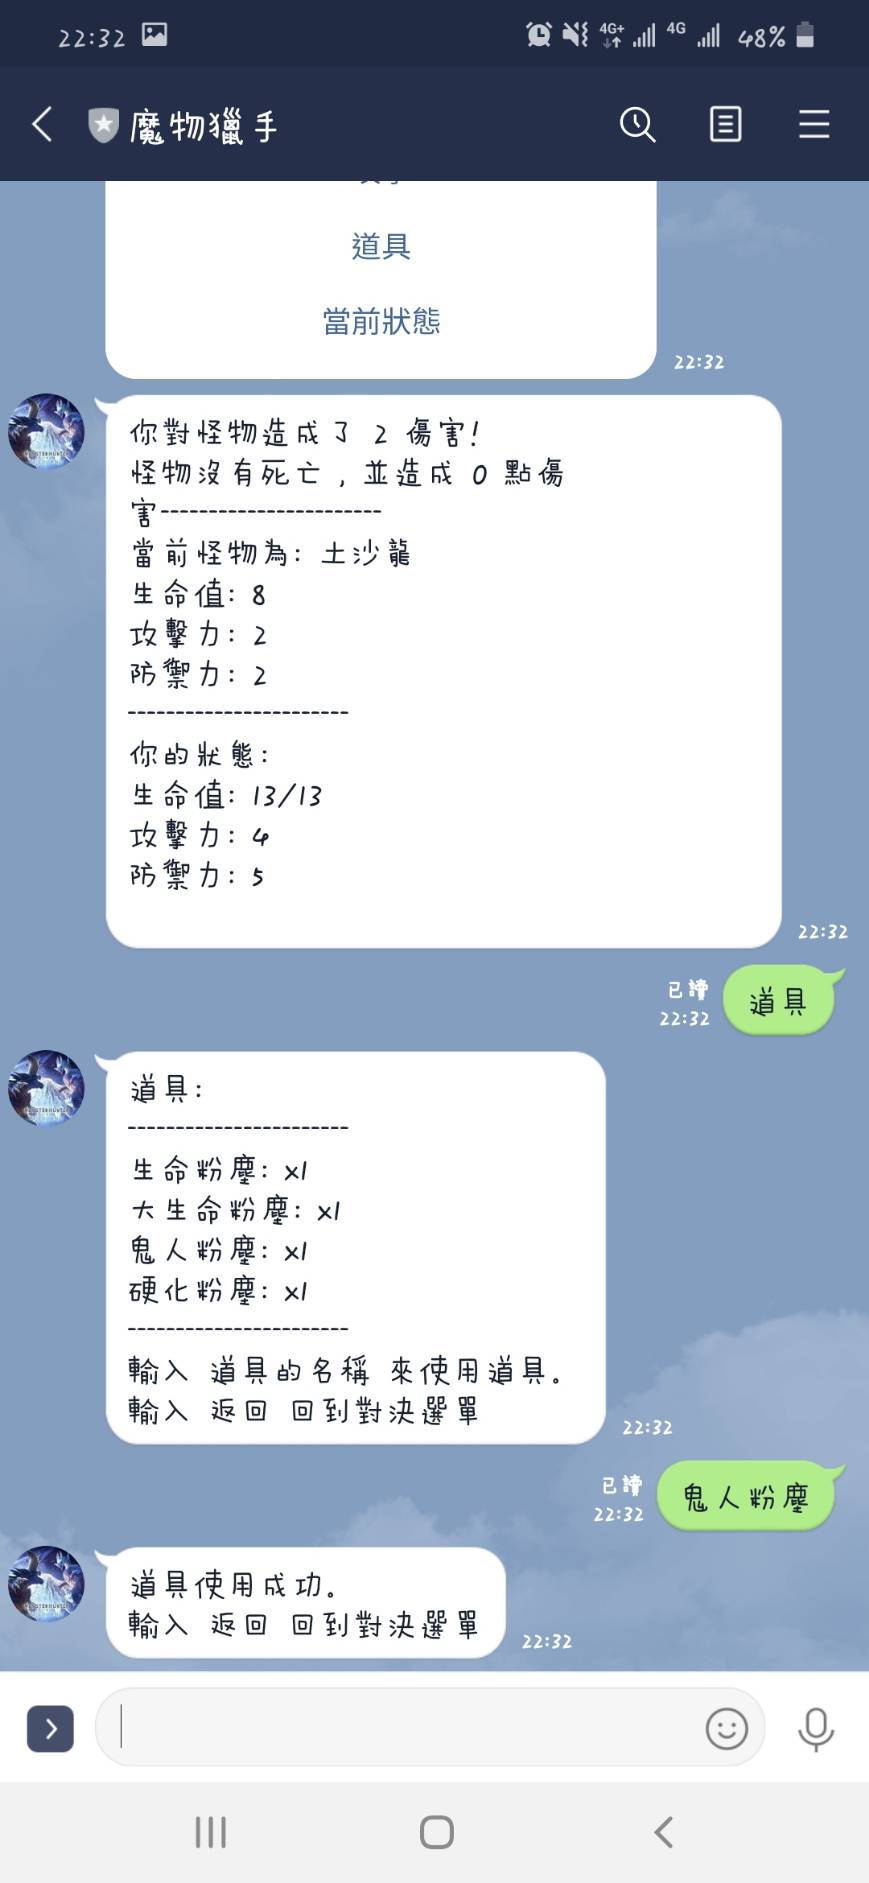 22:32
4G+
4G
48%
魔物獵手
道具
當前狀態
22:32
你對怪物造成了 2 傷害!
怪物沒有死亡，並造成 0 點傷
害-----------------------
當前怪物為: 土沙龍
生命值: 8
攻擊力: 2
防禦力: 2
-----------------------
你的狀態:
生命值: 13/13
攻擊力: 4
防禦力: 5
22:32
已讀
22:32
道具
道具:
-----------------------
生命粉塵: x1
大生命粉塵: x1
鬼人粉塵: x1
硬化粉塵: x1
-----------------------
輸入 道具的名稱 來使用道具。
輸入 返回 回到對決選單
22:32
已讀
22:32
鬼人粉塵
道具使用成功。
輸入 返回 回到對決選單
22:32